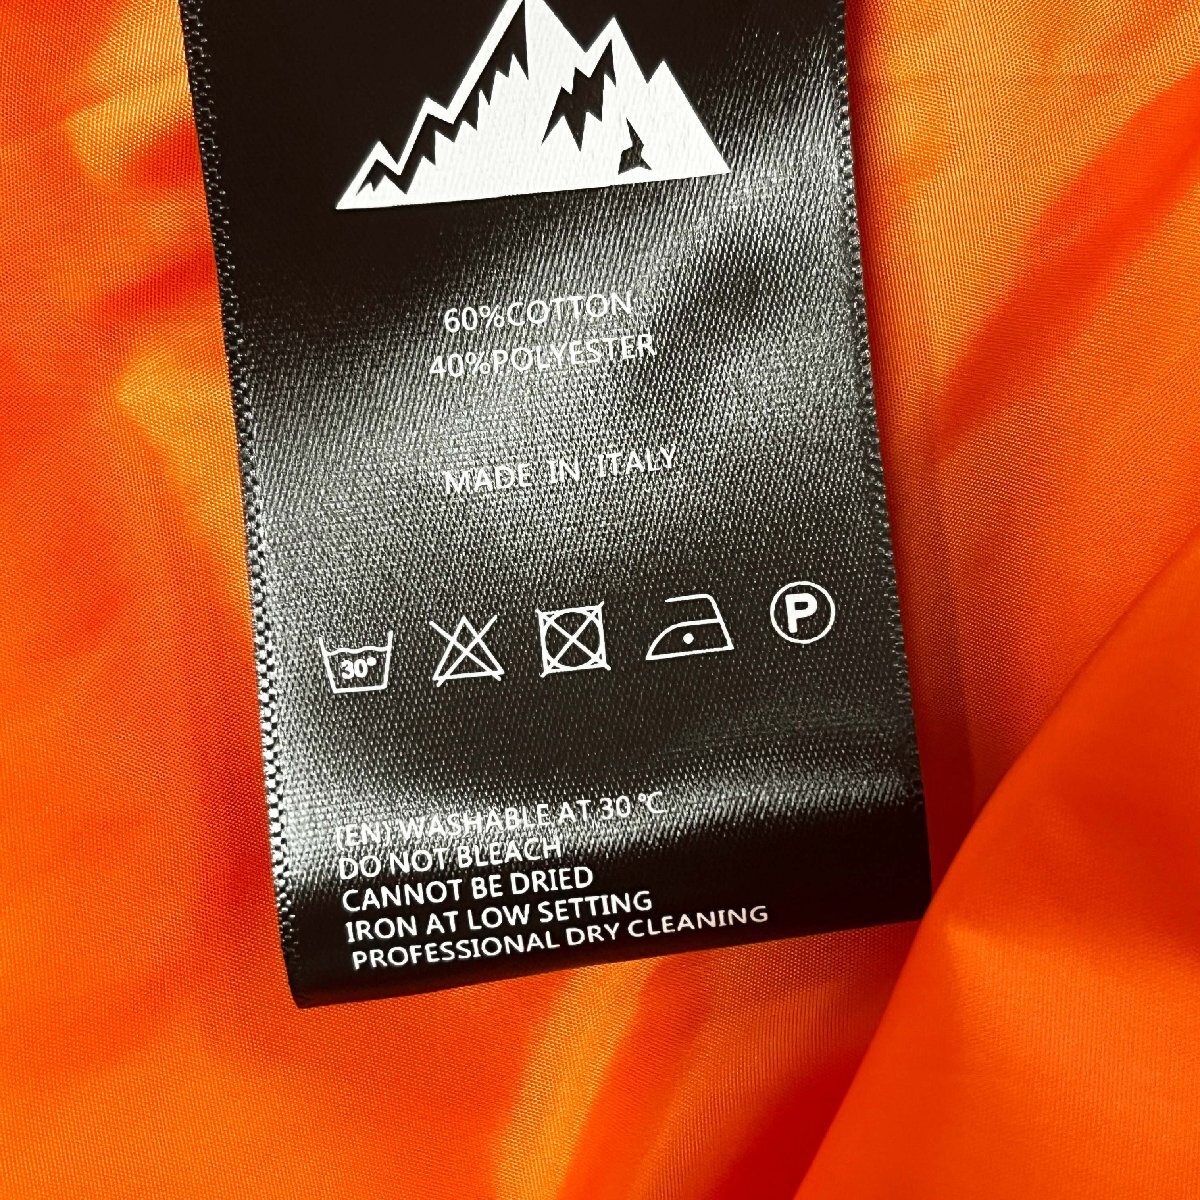 60%COTTON
40%POLYESTER
MADE IN ITALY
30°
P
(EN) WASHABLE AT 30 ℃
DO NOT BLEACH
CANNOT BE DRIED
IRON AT LOW SETTING
PROFESSIONAL DRY CLEANING